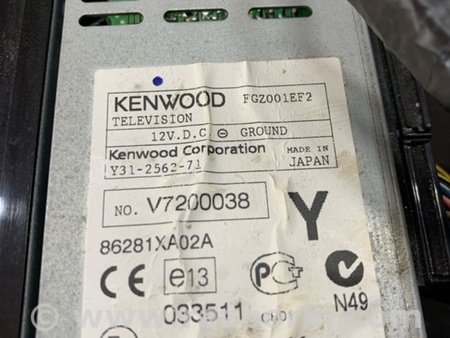 KENWOOD FGZ001EF2
TELEVISION
12V.D.C ⊖ GROUND
Kenwood Corporation MADE IN
Y31-2562-71 JAPAN
NO. V7200038
Y
86281XA02A
CE e13 PC N49
033511